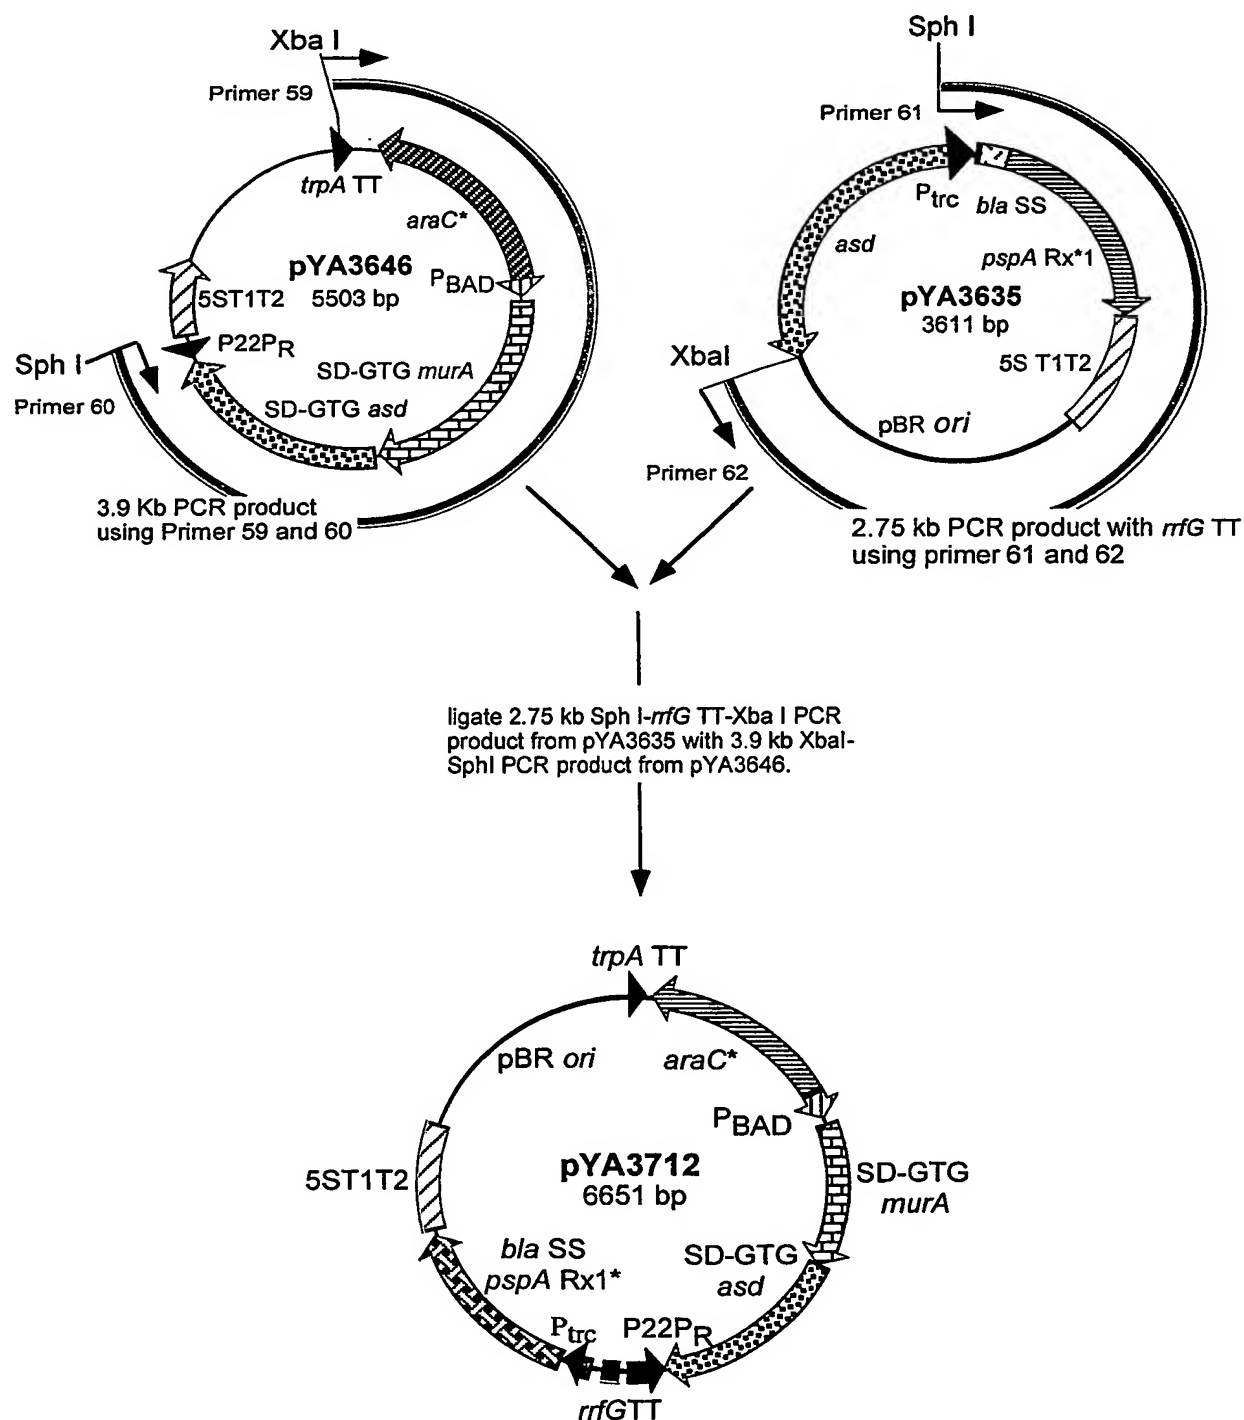 Xba I
Primer 59
trpA TT
araC*
pYA3646
5503 bp
PBAD
5ST1T2
P22PR
SD-GTG murA
SD-GTG asd
Sph I
Primer 60
3.9 Kb PCR product
using Primer 59 and 60
Sph I
Primer 61
Ptrc
bla SS
asd
pspA Rx*1
pYA3635
3611 bp
XbaI
5S T1T2
pBR ori
Primer 62
2.75 kb PCR product with rrfG TT
using primer 61 and 62
ligate 2.75 kb Sph I-rrfG TT-Xba I PCR
product from pYA3635 with 3.9 kb XbaI-
SphI PCR product from pYA3646.
trpA TT
pBR ori
araC*
PBAD
pYA3712
6651 bp
5ST1T2
SD-GTG
murA
bla SS
pspA Rx1*
SD-GTG
asd
Ptrc
P22PR
rrfGTT